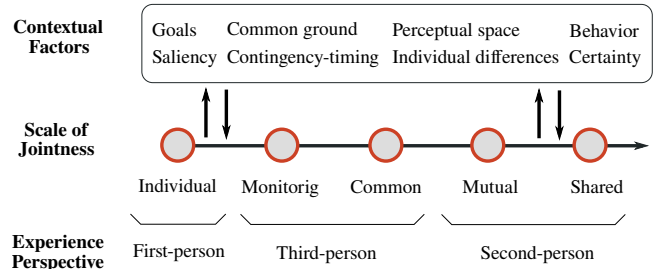 Contextual
Factors
Goals Common ground Perceptual space Behavior
Saliency Contingency-timing Individual differences Certainty
Scale of
Jointness
Individual Monitorig Common Mutual Shared
Experience
Perspective
First-person Third-person Second-person